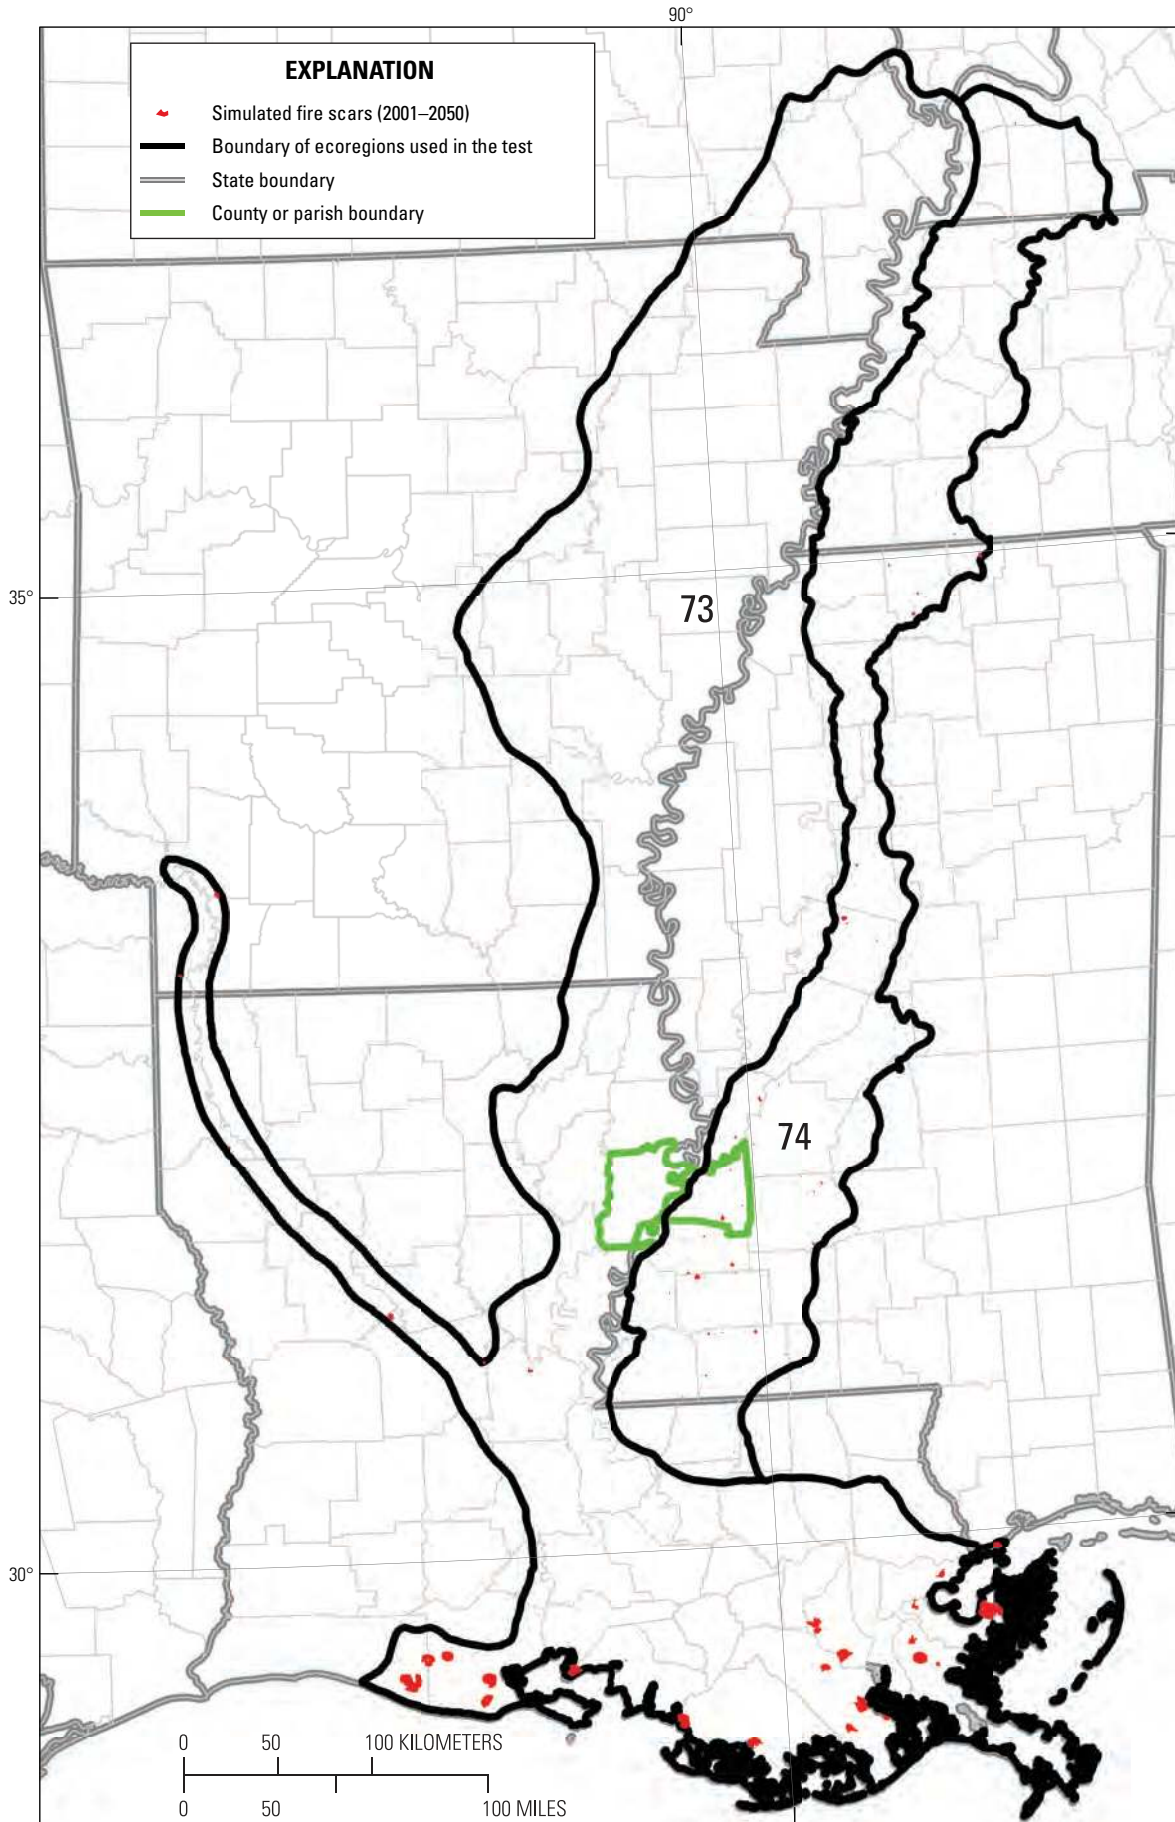 90°
EXPLANATION
Simulated fire scars (2001–2050)
Boundary of ecoregions used in the test
State boundary
County or parish boundary
35°
73
74
30°
0 50 100 KILOMETERS
0 50 100 MILES